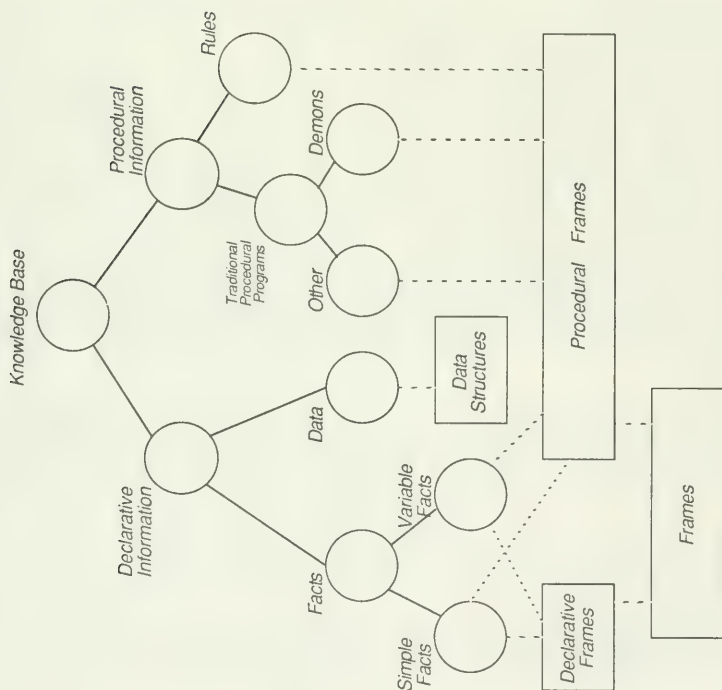 Knowledge Base
Procedural
Information
Rules
Declarative
Information
Traditional
Procedural
Programs
Demons
Other
Data
Facts
Variable
Facts
Simple
Facts
Data
Structures
Procedural Frames
Declarative
Frames
Frames